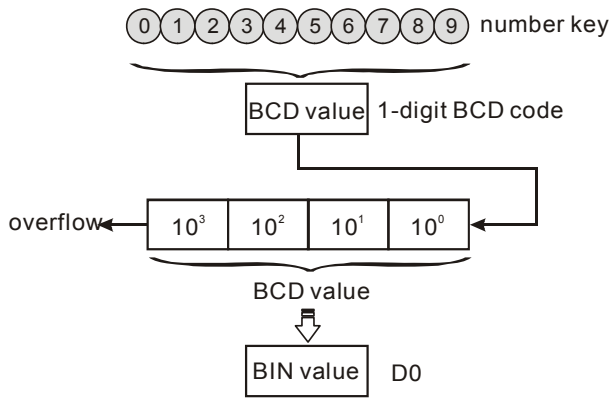 0 1 2 3 4 5 6 7 8 9 number key
BCD value 1-digit BCD code
overflow 10³ 10² 10¹ 10⁰
BCD value
BIN value D0